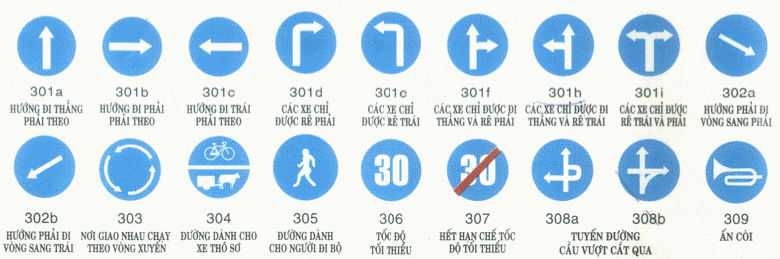 301a 301b 301c 301d 301e 301f 301h 301i 302a
HƯỚNG ĐI THẲNG PHẢI THEO
HƯỚNG ĐI PHẢI PHẢI THEO
HƯỚNG ĐI TRÁI PHẢI THEO
CÁC XE CHỈ ĐƯỢC RẼ PHẢI
CÁC XE CHỈ ĐƯỢC RẼ TRÁI
CÁC XE CHỈ ĐƯỢC ĐI THẲNG VÀ RẼ PHẢI
CÁC XE CHỈ ĐƯỢC ĐI THẲNG VÀ RẼ TRÁI
CÁC XE CHỈ ĐƯỢC RẼ TRÁI VÀ PHẢI
HƯỚNG PHẢI ĐI VÒNG SANG PHẢI
30 30
302b 303 304 305 306 307 308a 308b 309
HƯỚNG PHẢI ĐI VÒNG SANG TRÁI
NƠI GIAO NHAU CHẠY THEO VÒNG XUYẾN
ĐƯỜNG DÀNH CHO XE THÔ SƠ
ĐƯỜNG DÀNH CHO NGƯỜI ĐI BỘ
TỐC ĐỘ TỐI THIỂU
HẾT HẠN CHẾ TỐC ĐỘ TỐI THIỂU
TUYẾN ĐƯỜNG CẦU VƯỢT CẮT QUA
ẤN CÒI